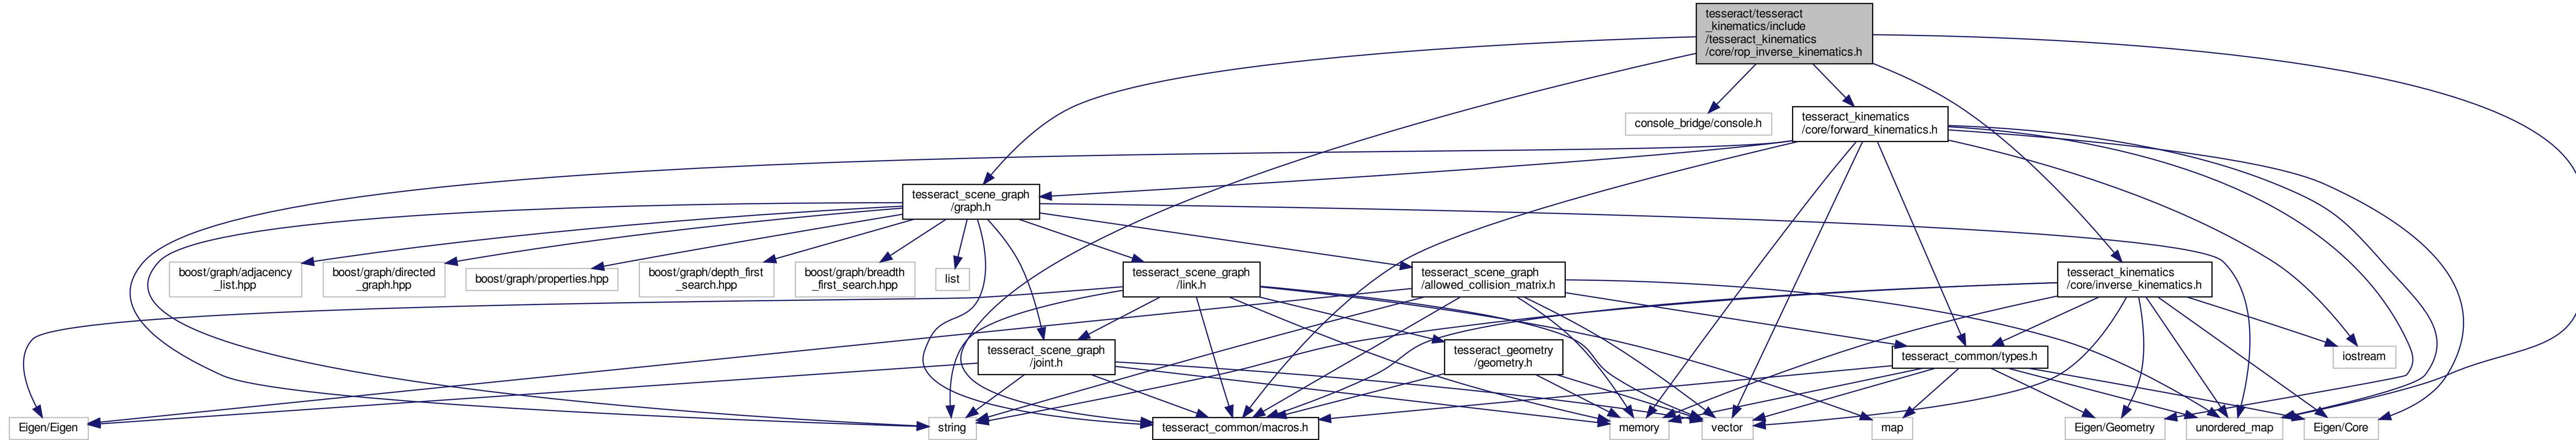 tesseract/tesseract
_kinematics/include
/tesseract_kinematics
/core/rop_inverse_kinematics.h
console_bridge/console.h
tesseract_kinematics
/core/forward_kinematics.h
tesseract_scene_graph
/graph.h
boost/graph/adjacency
_list.hpp
boost/graph/directed
_graph.hpp
boost/graph/properties.hpp
boost/graph/depth_first
_search.hpp
boost/graph/breadth
_first_search.hpp
list
tesseract_scene_graph
/link.h
tesseract_scene_graph
/allowed_collision_matrix.h
tesseract_kinematics
/core/inverse_kinematics.h
tesseract_scene_graph
/joint.h
tesseract_geometry
/geometry.h
tesseract_common/types.h
iostream
Eigen/Eigen
string
tesseract_common/macros.h
memory
vector
map
Eigen/Geometry
unordered_map
Eigen/Core